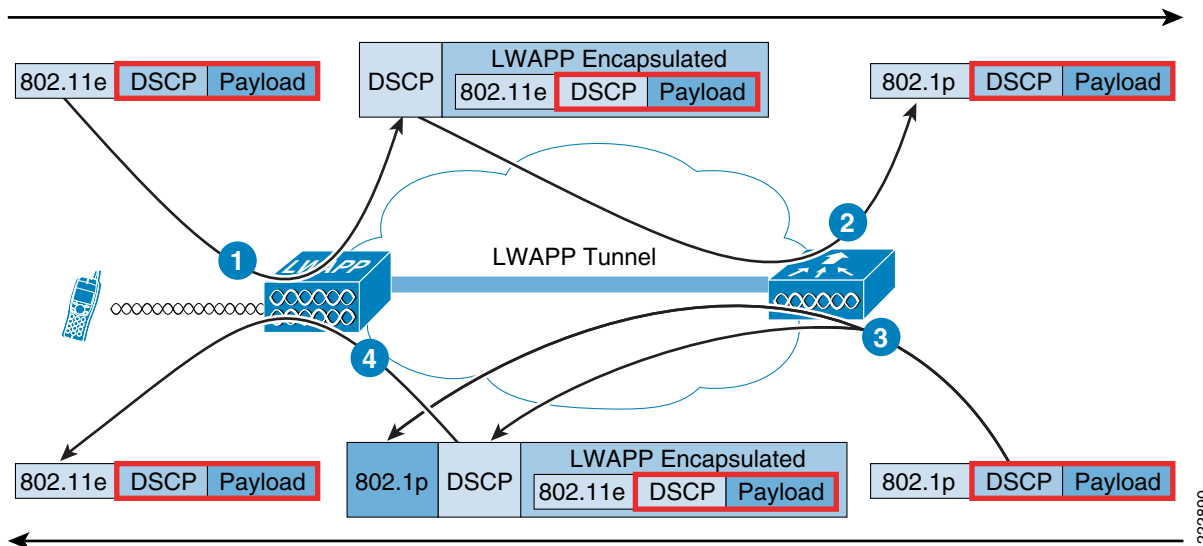 802.11e DSCP Payload
DSCP
LWAPP Encapsulated
802.11e DSCP Payload
802.1p DSCP Payload
1
LWAPP
LWAPP Tunnel
2
3
4
802.11e DSCP Payload
802.1p DSCP
LWAPP Encapsulated
802.11e DSCP Payload
802.1p DSCP Payload